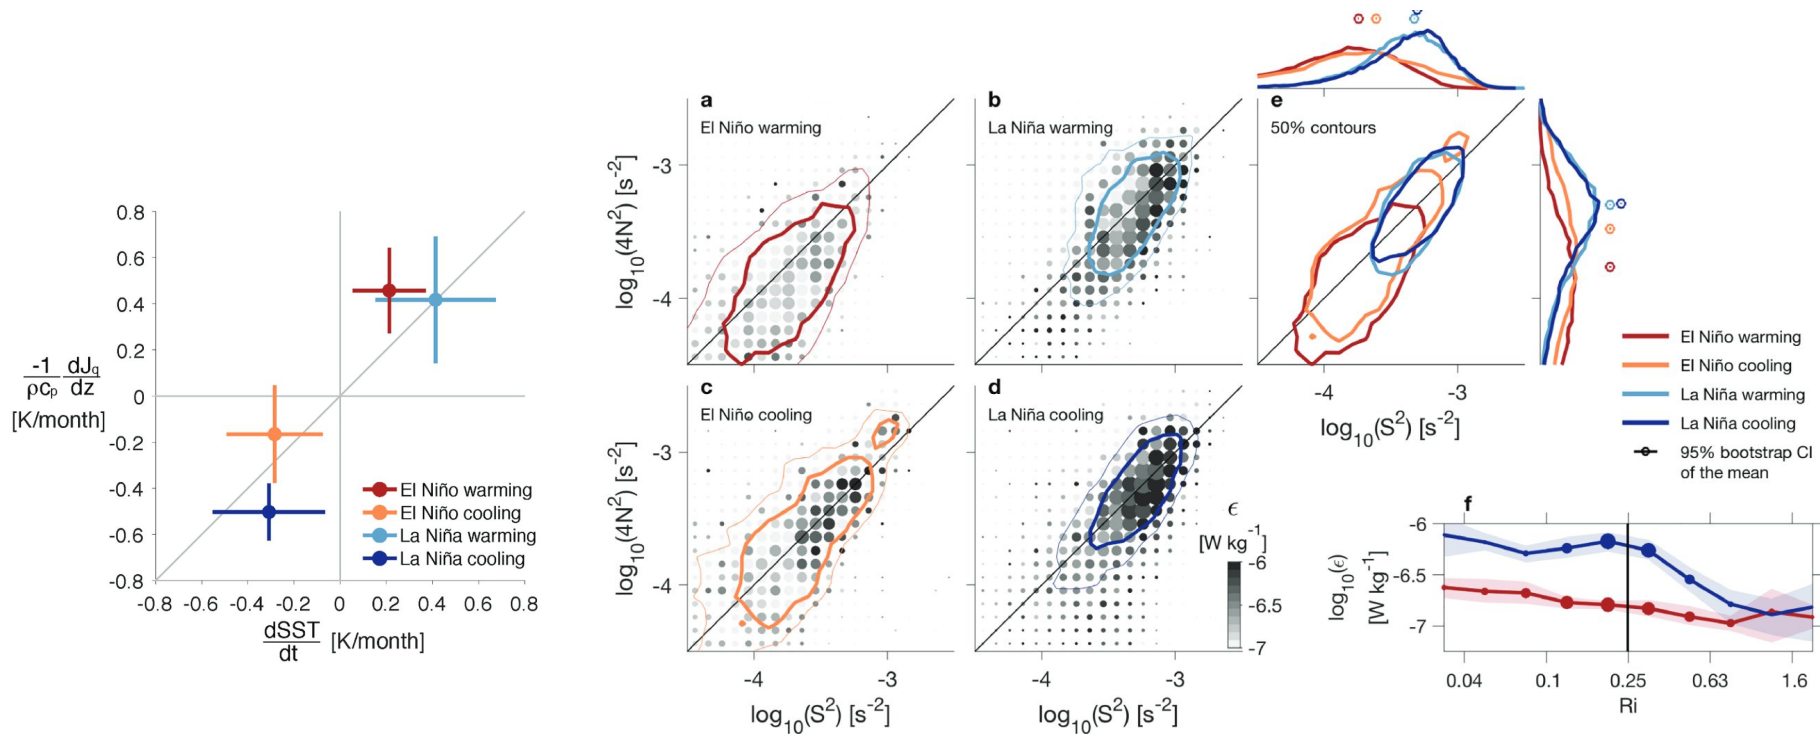 0.8
0.6
0.4
0.2
0
-0.2
-0.4
-0.6
-0.8
-1
ρcₚ
dJ_q
dz
[K/month]
El Niño warming
El Niño cooling
La Niña warming
La Niña cooling
-0.8 -0.6 -0.4 -0.2 0 0.2 0.4 0.6 0.8
dSST
dt
[K/month]
a
El Niño warming
log₁₀(4N²) [s⁻²]
-3
-4
b
La Niña warming
c
El Niño cooling
log₁₀(4N²) [s⁻²]
-3
-4
-4 -3
log₁₀(S²) [s⁻²]
d
La Niña cooling
ϵ
[W kg⁻¹]
-6
-6.5
-7
-4 -3
log₁₀(S²) [s⁻²]
e
50% contours
-4 -3
log₁₀(S²) [s⁻²]
El Niño warming
El Niño cooling
La Niña warming
La Niña cooling
95% bootstrap CI
of the mean
f
log₁₀(ϵ)
[W kg⁻¹]
-6
-6.5
-7
0.04 0.1 0.25 0.63 1.6
Ri